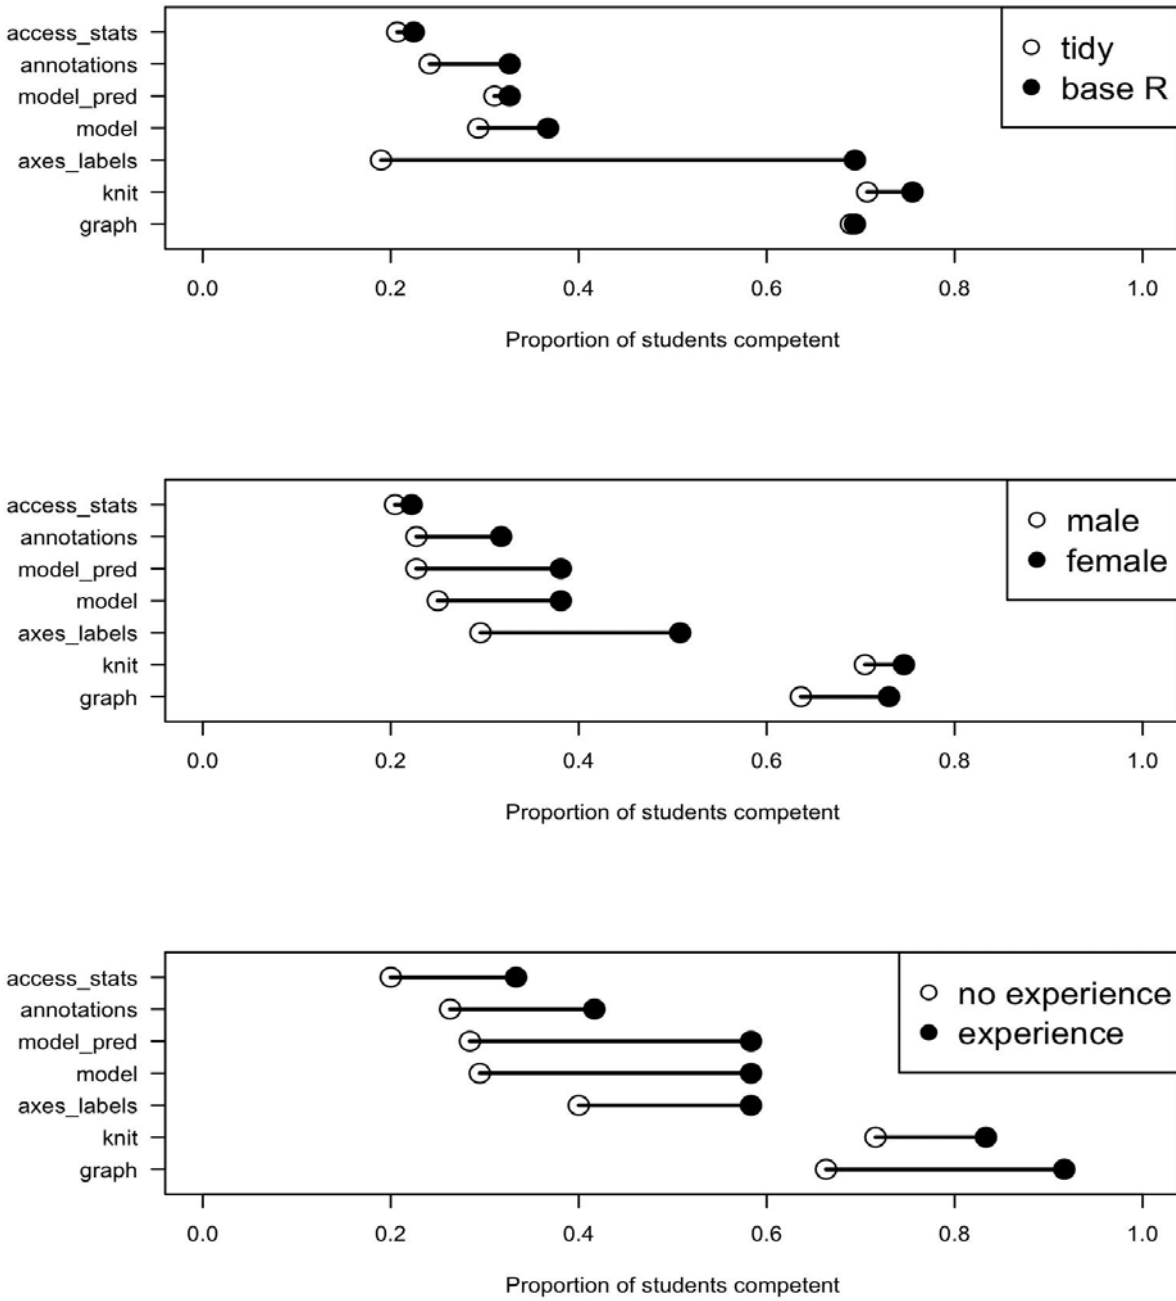 access_stats
annotations
model_pred
model
axes_labels
knit
graph
tidy
base R
0.0 0.2 0.4 0.6 0.8 1.0
Proportion of students competent
access_stats
annotations
model_pred
model
axes_labels
knit
graph
male
female
0.0 0.2 0.4 0.6 0.8 1.0
Proportion of students competent
access_stats
annotations
model_pred
model
axes_labels
knit
graph
no experience
experience
0.0 0.2 0.4 0.6 0.8 1.0
Proportion of students competent